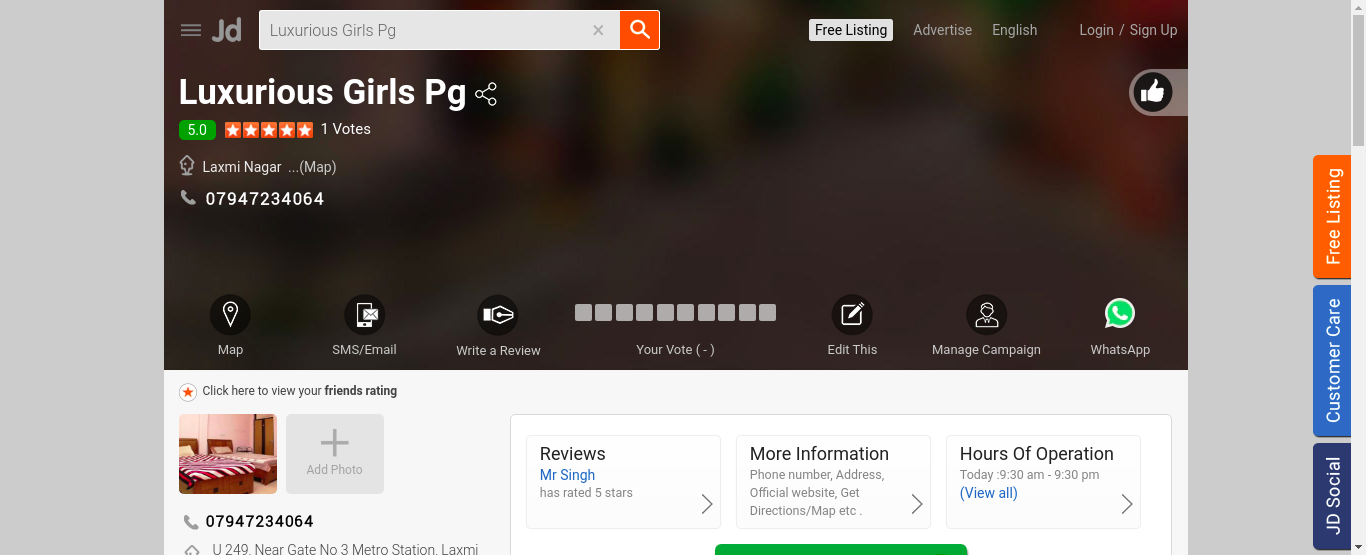 Jd
Luxurious Girls Pg ×
Free Listing Advertise English Login / Sign Up
Luxurious Girls Pg
5.0 1 Votes
Laxmi Nagar ...(Map)
07947234064
Map SMS/Email Write a Review Your Vote ( - ) Edit This Manage Campaign WhatsApp
Click here to view your friends rating
Add Photo
07947234064
U 249, Near Gate No 3 Metro Station, Laxmi
Reviews
Mr Singh
has rated 5 stars
More Information
Phone number, Address,
Official website, Get
Directions/Map etc .
Hours Of Operation
Today :9:30 am - 9:30 pm
(View all)
Free Listing
Customer Care
JD Social